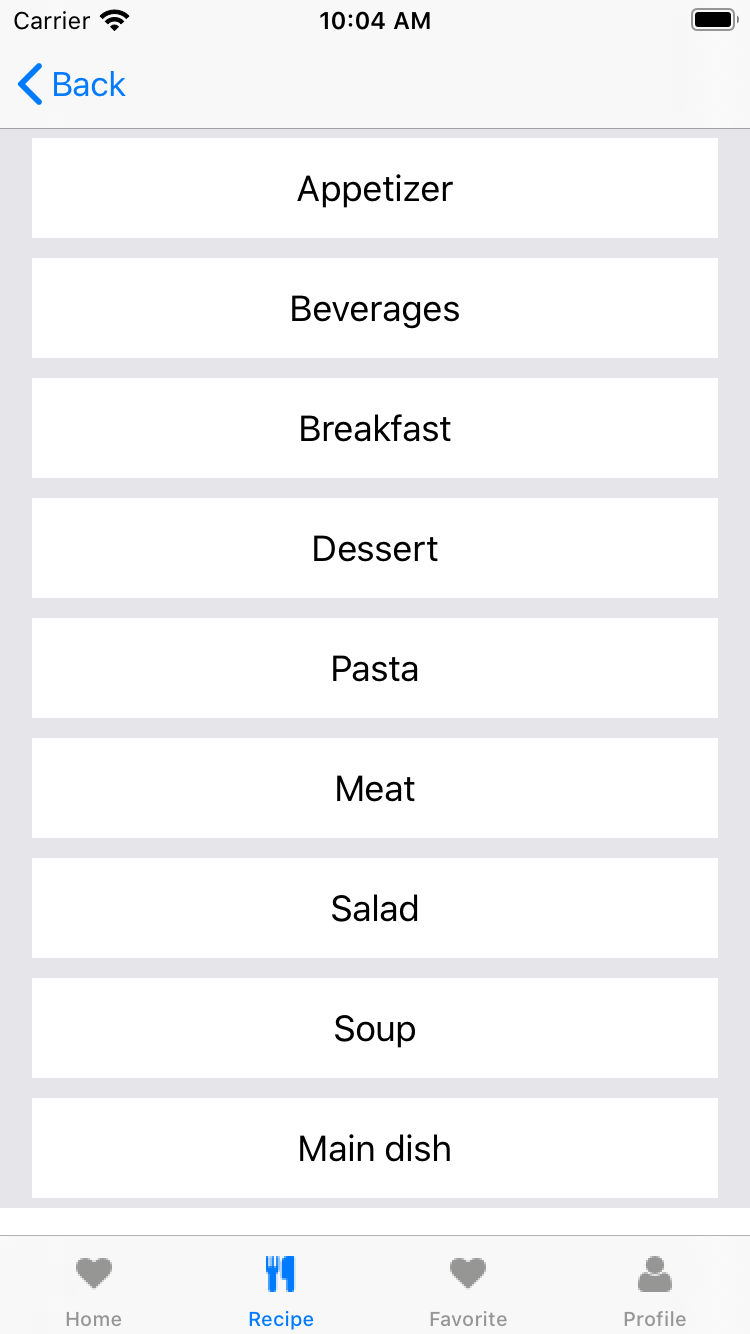 Carrier 10:04 AM
Back
Appetizer
Beverages
Breakfast
Dessert
Pasta
Meat
Salad
Soup
Main dish
Home Recipe Favorite Profile